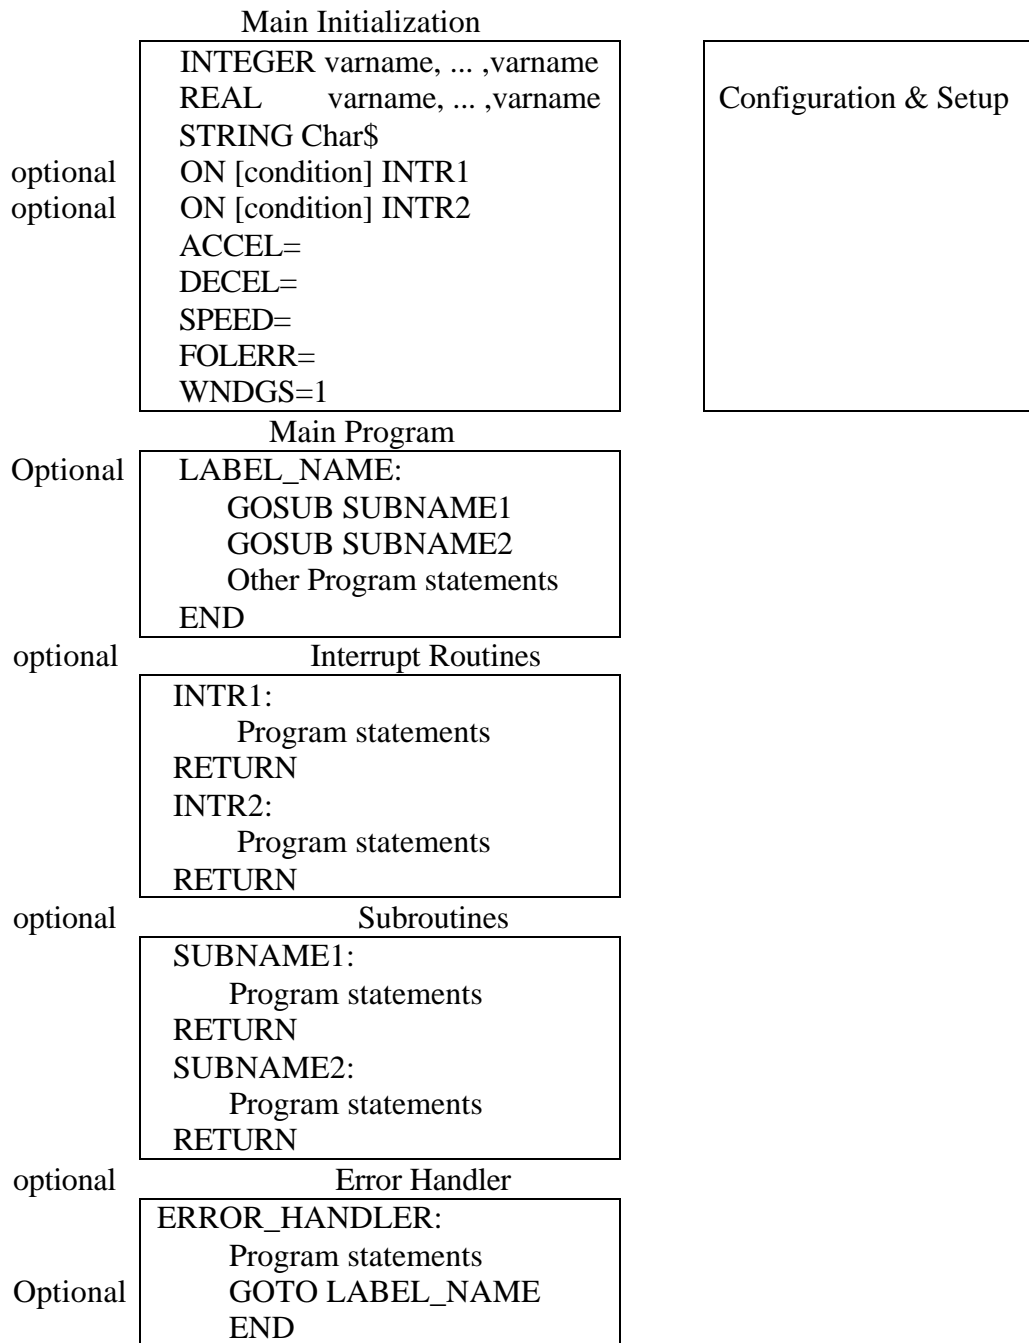 Main Initialization
INTEGER varname, ... ,varname
REAL varname, ... ,varname
Configuration & Setup
STRING Char$
optional ON [condition] INTR1
optional ON [condition] INTR2
ACCEL=
DECEL=
SPEED=
FOLERR=
WNDGS=1
Main Program
Optional LABEL_NAME:
GOSUB SUBNAME1
GOSUB SUBNAME2
Other Program statements
END
optional Interrupt Routines
INTR1:
Program statements
RETURN
INTR2:
Program statements
RETURN
optional Subroutines
SUBNAME1:
Program statements
RETURN
SUBNAME2:
Program statements
RETURN
optional Error Handler
ERROR_HANDLER:
Program statements
Optional GOTO LABEL_NAME
END